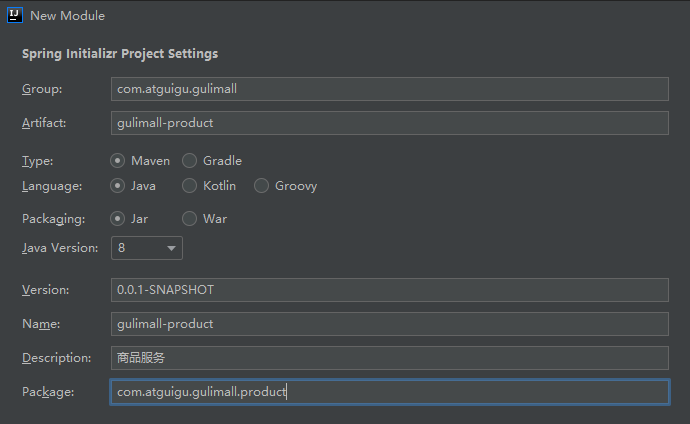 New Module
Spring Initializr Project Settings
Group: com.atguigu.gulimall
Artifact: gulimall-product
Type: Maven Gradle
Language: Java Kotlin Groovy
Packaging: Jar War
Java Version: 8
Version: 0.0.1-SNAPSHOT
Name: gulimall-product
Description: 商品服务
Package: com.atguigu.gulimall.product